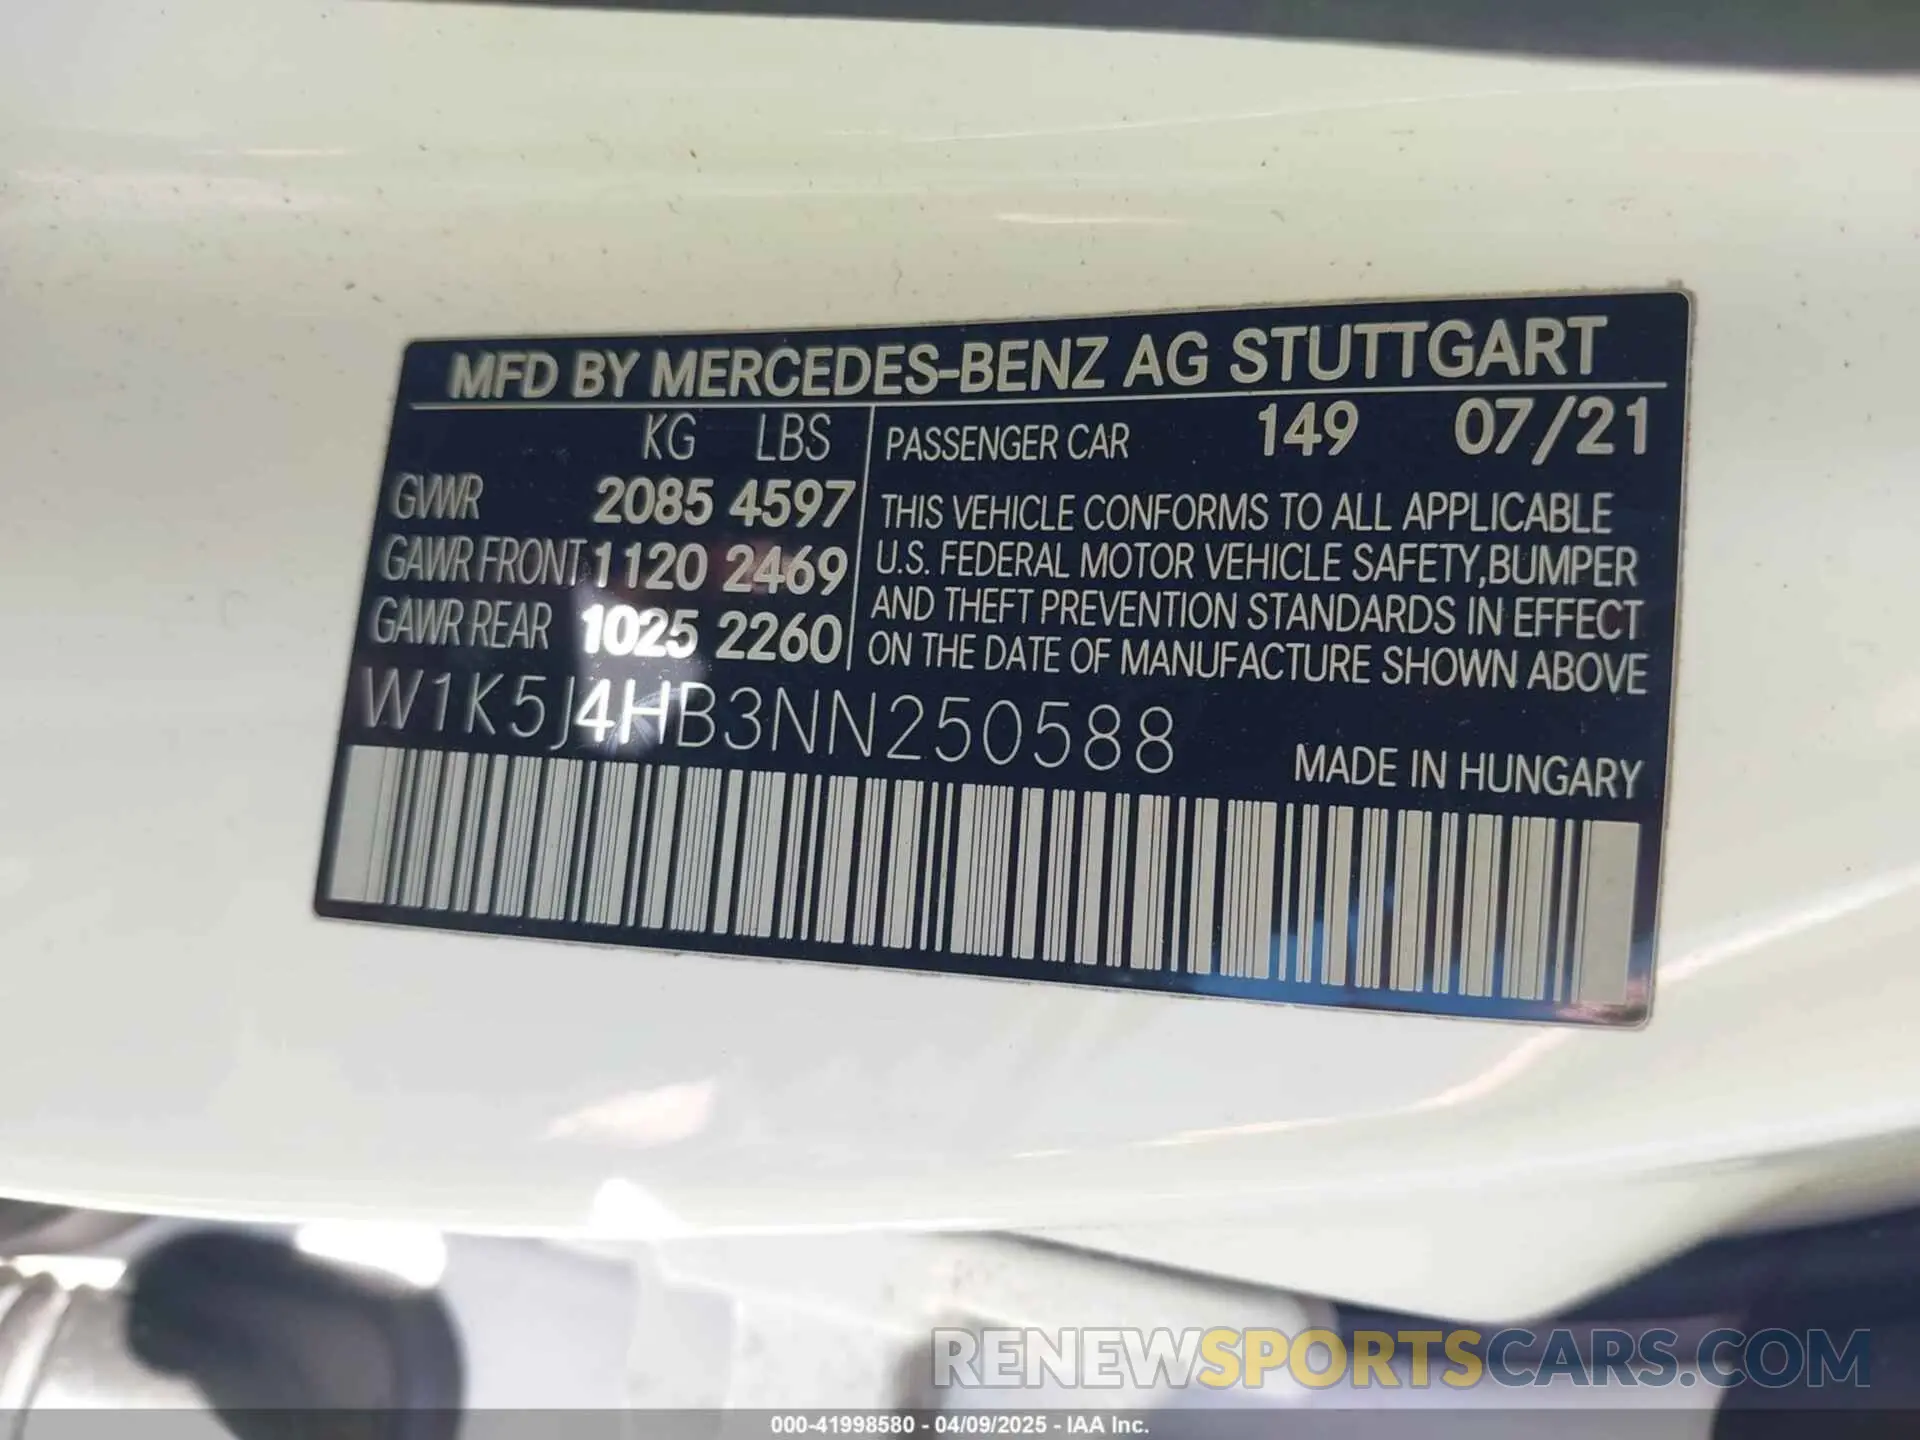 MFD BY MERCEDES-BENZ AG STUTTGART
KG LBS
GVWR 2085 4597
GAWR FRONT 1120 2469
GAWR REAR 1025 2260
PASSENGER CAR 149 07/21
THIS VEHICLE CONFORMS TO ALL APPLICABLE
U.S. FEDERAL MOTOR VEHICLE SAFETY, BUMPER
AND THEFT PREVENTION STANDARDS IN EFFECT
ON THE DATE OF MANUFACTURE SHOWN ABOVE
W1K5J4HB3NN250588
MADE IN HUNGARY
RENEWSPORTSCARS.COM
000-41998580 - 04/09/2025 - IAA Inc.